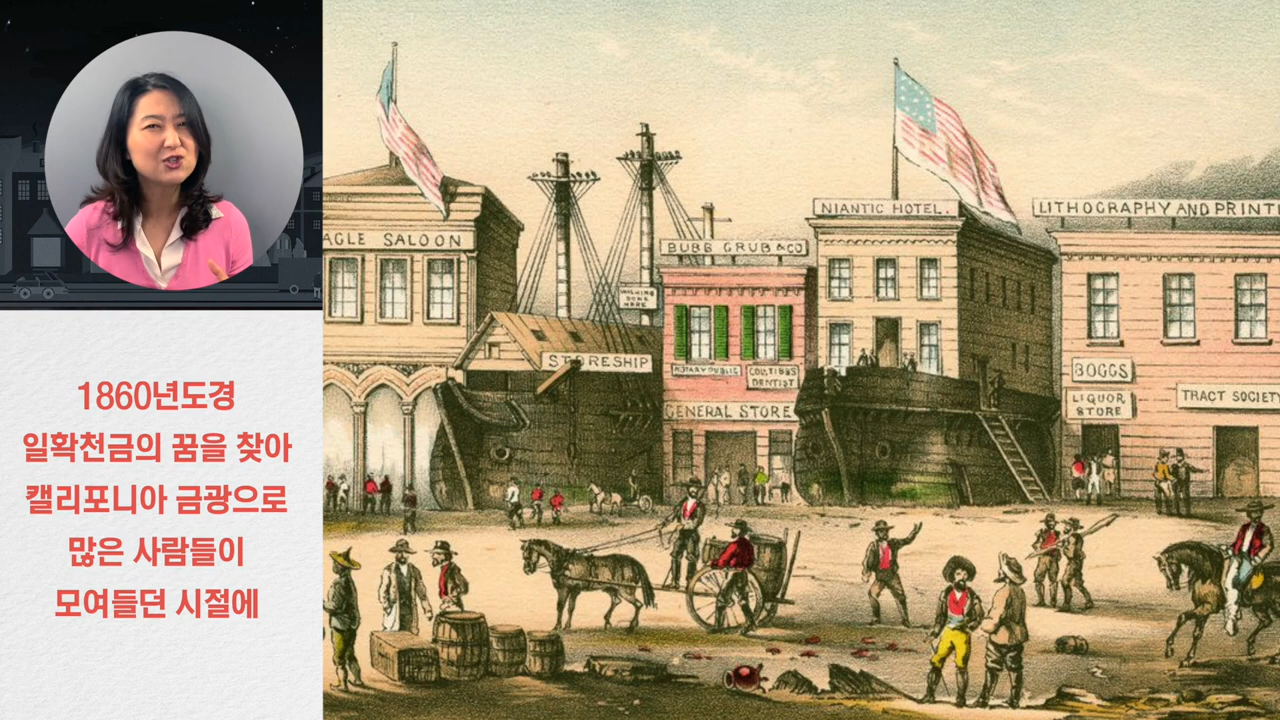 1860년도경
일확천금의 꿈을 찾아
캘리포니아 금광으로
많은 사람들이
모여들던 시절에
AGLE SALOON
STORESHIP
BUBB GRUB & CO
NOTARY PUBLIC
DENTIST
GENERAL STORE
NIANTIC HOTEL.
LITHOGRAPHY AND PRINTI
BOGGS
LIQUOR
STORE
TRACT SOCIETY